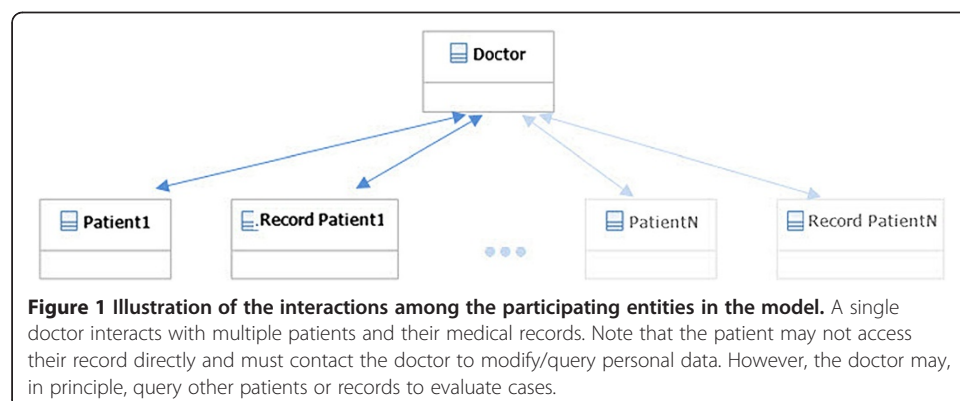 Doctor
Patient1
.Record Patient1
PatientN
Record PatientN
Figure 1 Illustration of the interactions among the participating entities in the model. A single
doctor interacts with multiple patients and their medical records. Note that the patient may not access
their record directly and must contact the doctor to modify/query personal data. However, the doctor may,
in principle, query other patients or records to evaluate cases.